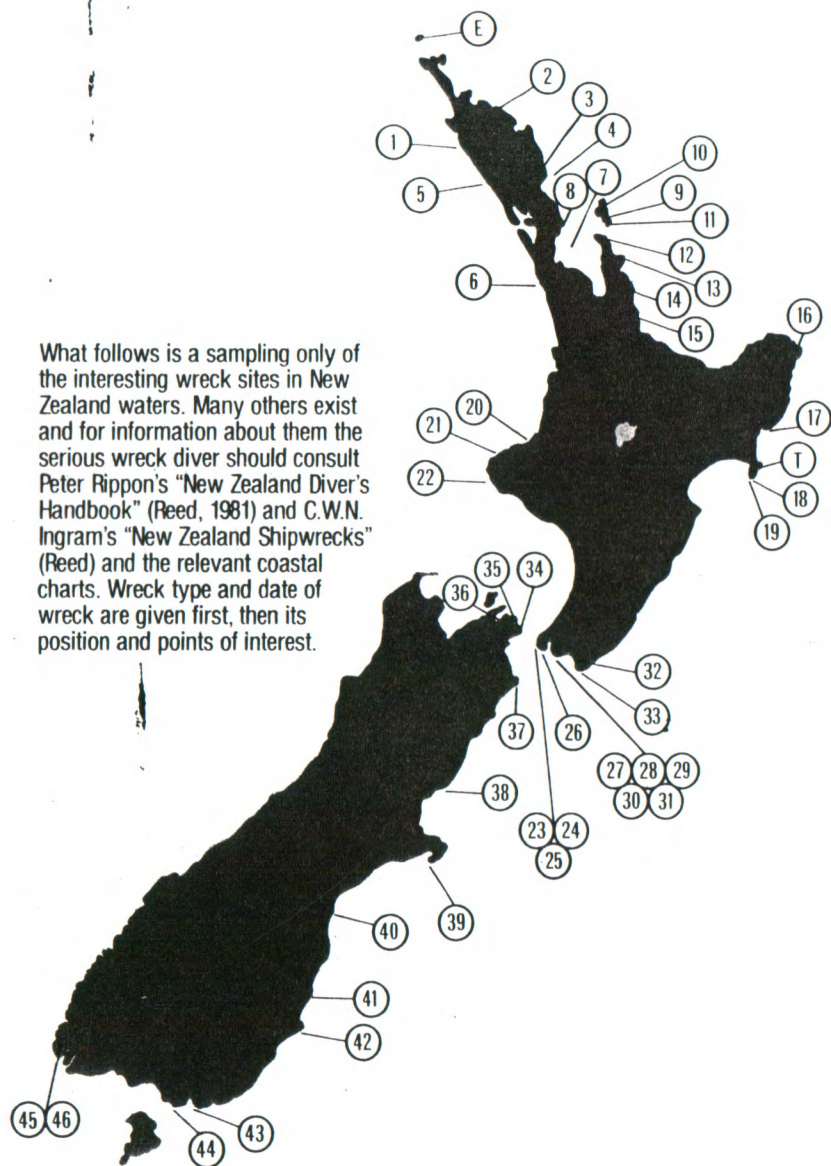 E
2
3
4
1
10
5
8
7
9
11
12
6
13
14
15
16
What follows is a sampling only of
the interesting wreck sites in New
Zealand waters. Many others exist
and for information about them the
serious wreck diver should consult
Peter Rippon's "New Zealand Diver's
Handbook" (Reed, 1981) and C.W.N.
Ingram's "New Zealand Shipwrecks"
(Reed) and the relevant coastal
charts. Wreck type and date of
wreck are given first, then its
position and points of interest.
20
17
21
T
22
18
19
35
34
36
32
33
37
26
27 28 29
30 31
38
23 24
25
39
40
41
42
45 46
44
43